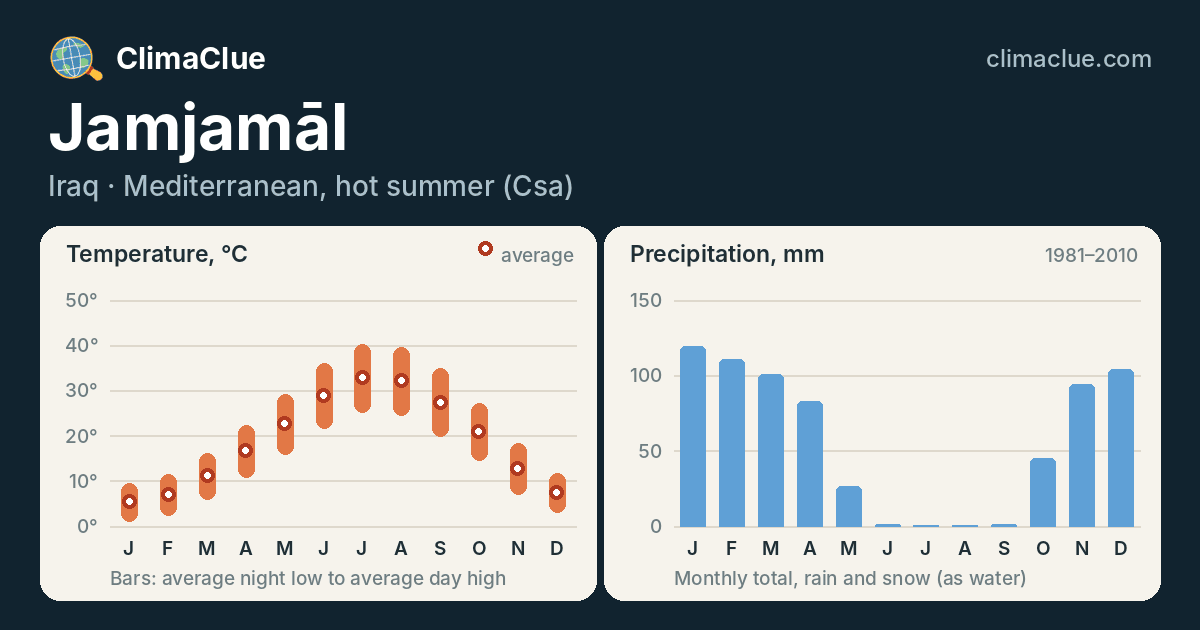 ClimaClue
climaclue.com
Jamjamāl
Iraq · Mediterranean, hot summer (Csa)
Temperature, °C
average
50°
40°
30°
20°
10°
0°
J F M A M J J A S O N D
Bars: average night low to average day high
Precipitation, mm
1981–2010
150
100
50
0
J F M A M J J A S O N D
Monthly total, rain and snow (as water)